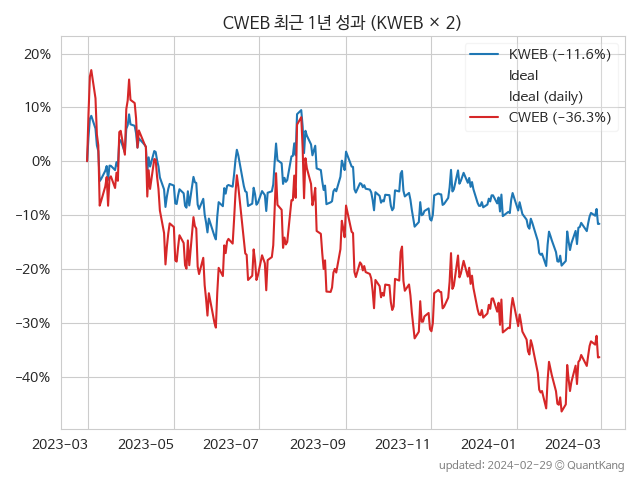 CWEB 최근 1년 성과 (KWEB × 2)
KWEB (−11.6%)
Ideal
Ideal (daily)
CWEB (−36.3%)
20%
10%
0%
−10%
−20%
−30%
−40%
2023−03
2023−05
2023−07
2023−09
2023−11
2024−01
2024−03
updated: 2024−02−29 © QuantKang